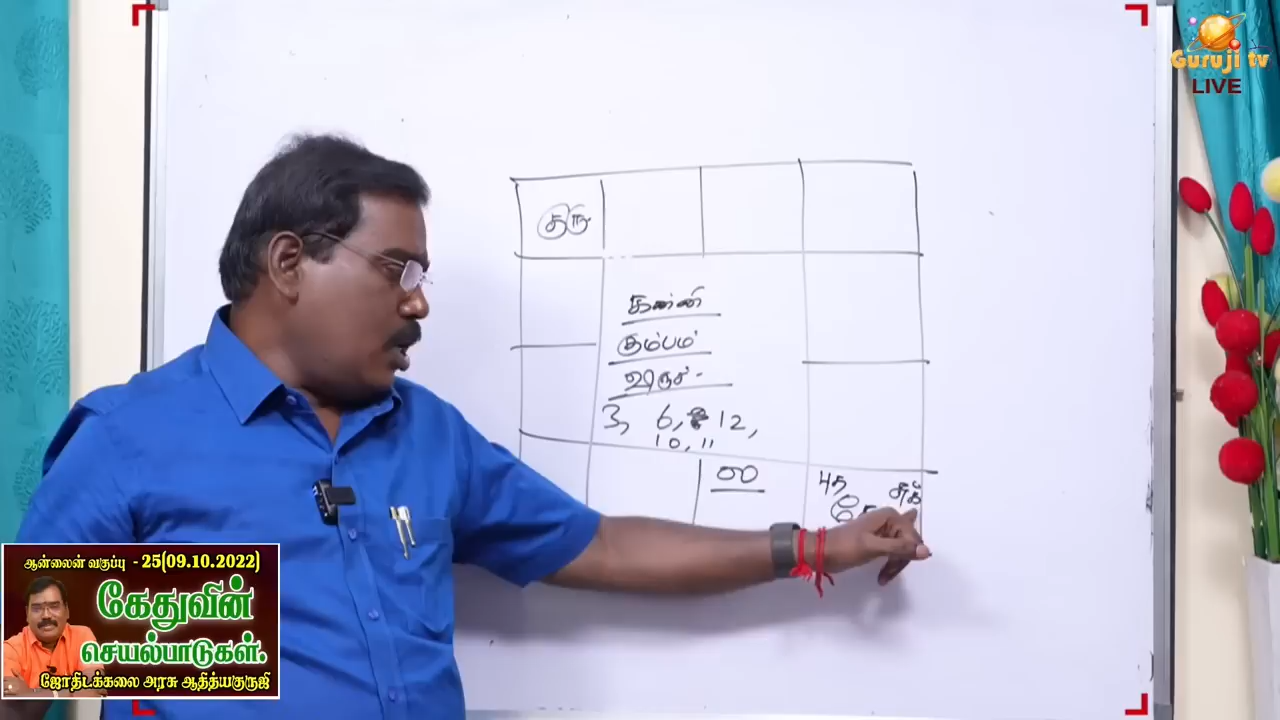 Guruji tv
LIVE
குரு
கன்னி
கும்பம்
விருச்
3, 6, 12,
10, 11
சுக்
ஆன்லைன் வகுப்பு - 25(09.10.2022)
கேதுவின்
செயல்பாடுகள்.
ஜோதிடக்கலை அரசு ஆதித்யகுருஜி